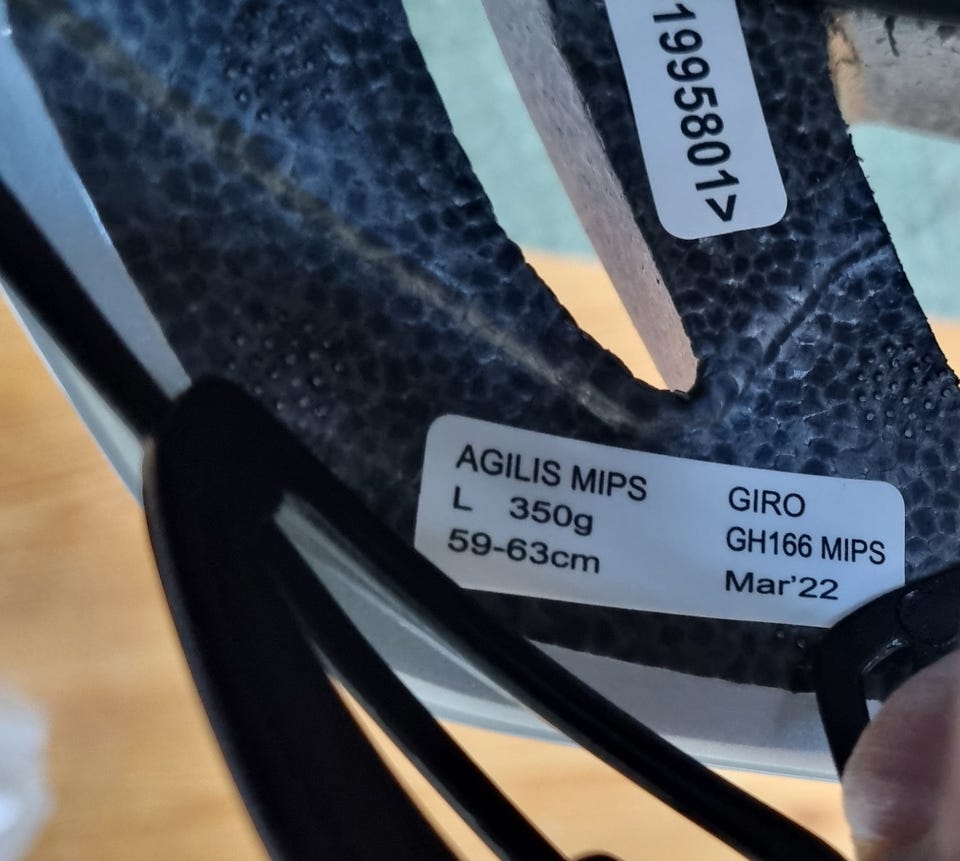 1995801>
AGILIS MIPS
L 350g
59-63cm
GIRO
GH166 MIPS
Mar'22